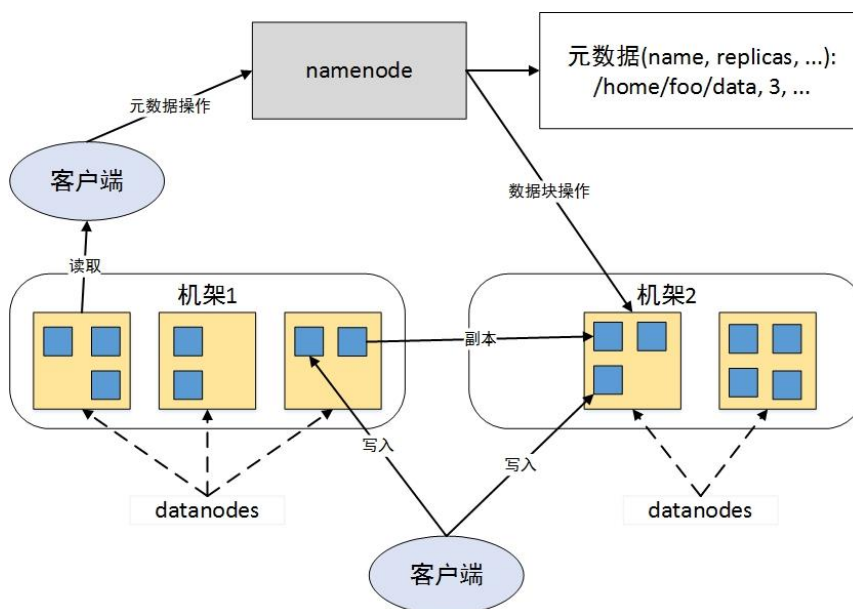 namenode
元数据(name, replicas, ...):
/home/foo/data, 3, ...
元数据操作
客户端
数据块操作
读取
机架1
机架2
副本
写入
写入
datanodes
datanodes
客户端